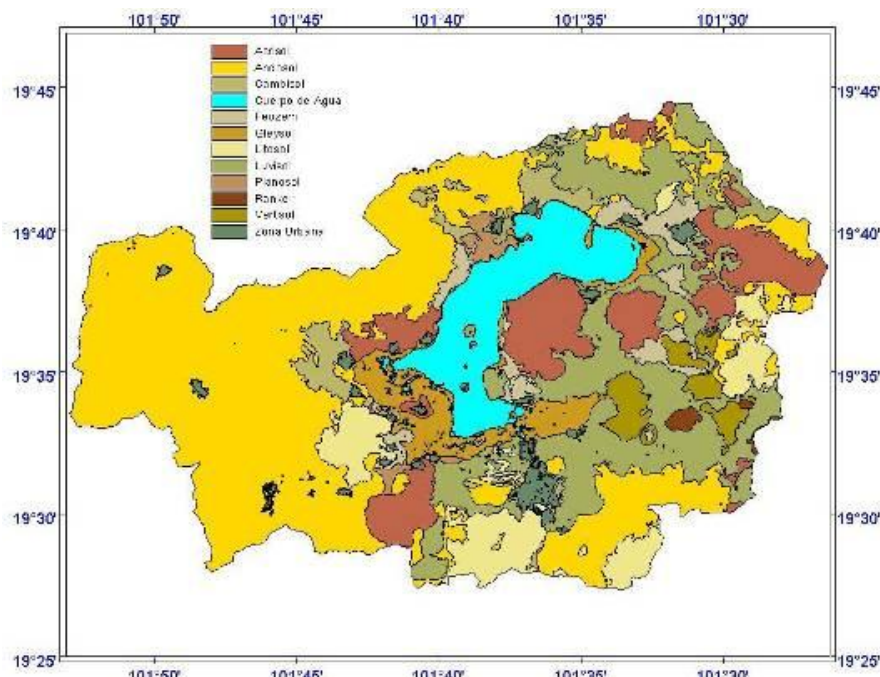 101°50' 101°45' 101°40' 101°35' 101°30'
Acrisol
Andosol
19°45' 19°45'
Cambisol
Cuerpo de Agua
Feozem
Gleysol
Litosol
Luvisol
Planosol
Ranker
Vertisol
Zona Urbana
19°40' 19°40'
19°35' 19°35'
19°30' 19°30'
19°25' 19°25'
101°50' 101°45' 101°40' 101°35' 101°30'